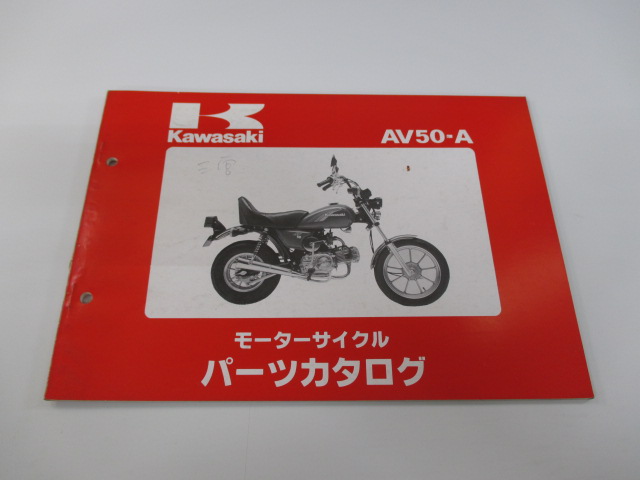 Kawasaki
AV50-A
モーターサイクル
パーツカタログ